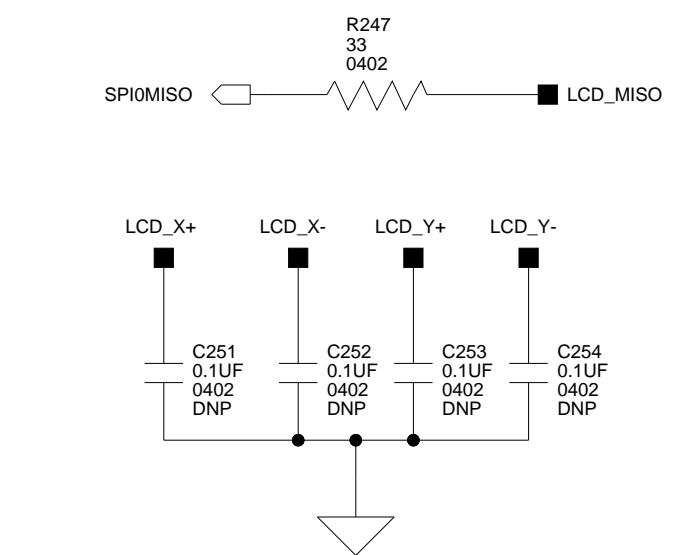 R247
33
0402
SPI0MISO
LCD_MISO
LCD_X+
LCD_X-
LCD_Y+
LCD_Y-
C251
0.1UF
0402
DNP
C252
0.1UF
0402
DNP
C253
0.1UF
0402
DNP
C254
0.1UF
0402
DNP